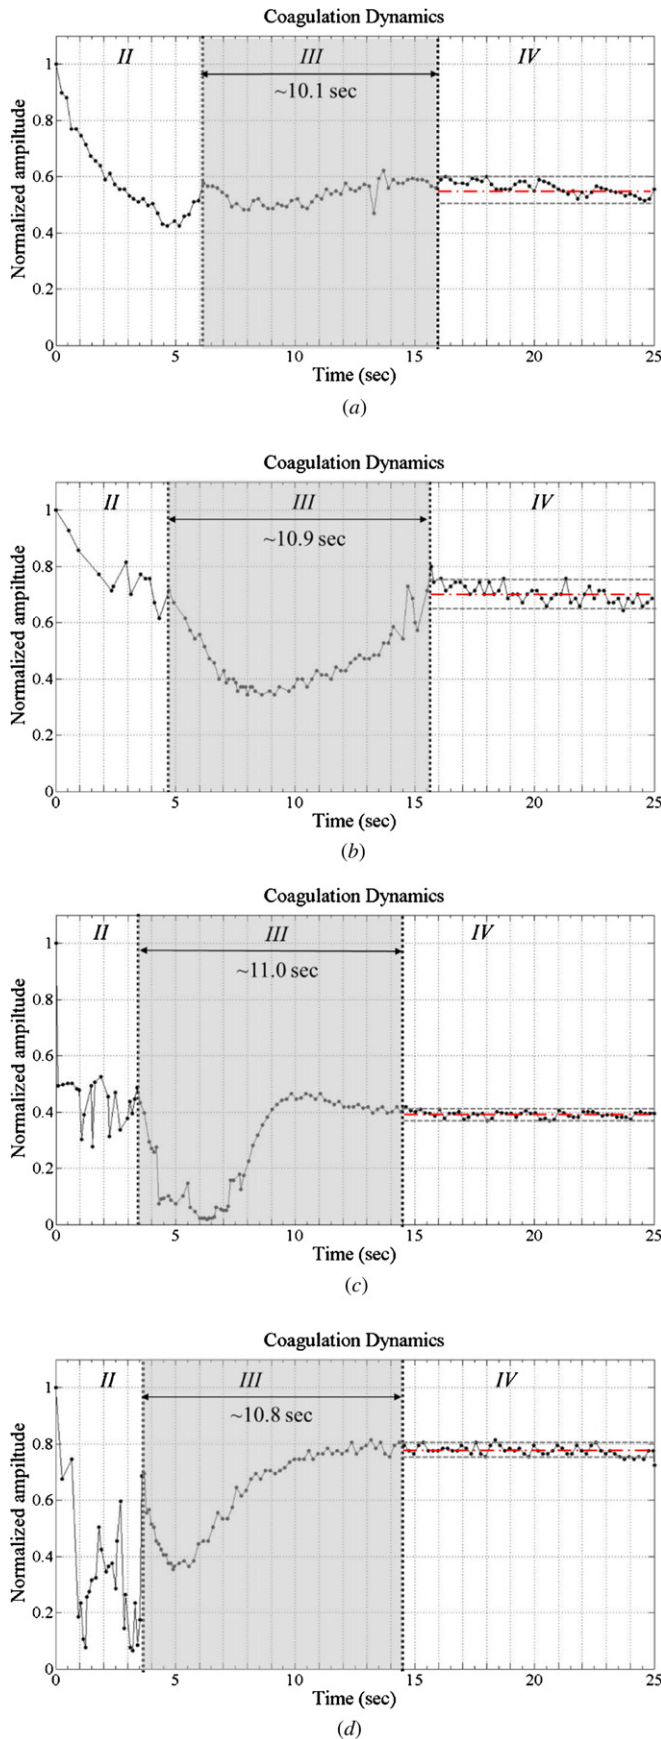 Coagulation Dynamics
II III IV
~10.1 sec
1
0.8
0.6
0.4
0.2
0
Normalized ampiltude
0 5 10 15 20 25
Time (sec)
(a)
Coagulation Dynamics
II III IV
~10.9 sec
1
0.8
0.6
0.4
0.2
0
Normalized ampiltude
0 5 10 15 20 25
Time (sec)
(b)
Coagulation Dynamics
II III IV
~11.0 sec
1
0.8
0.6
0.4
0.2
0
Normalized ampiltude
0 5 10 15 20 25
Time (sec)
(c)
Coagulation Dynamics
II III IV
~10.8 sec
1
0.8
0.6
0.4
0.2
0
Normalized ampiltude
0 5 10 15 20 25
Time (sec)
(d)